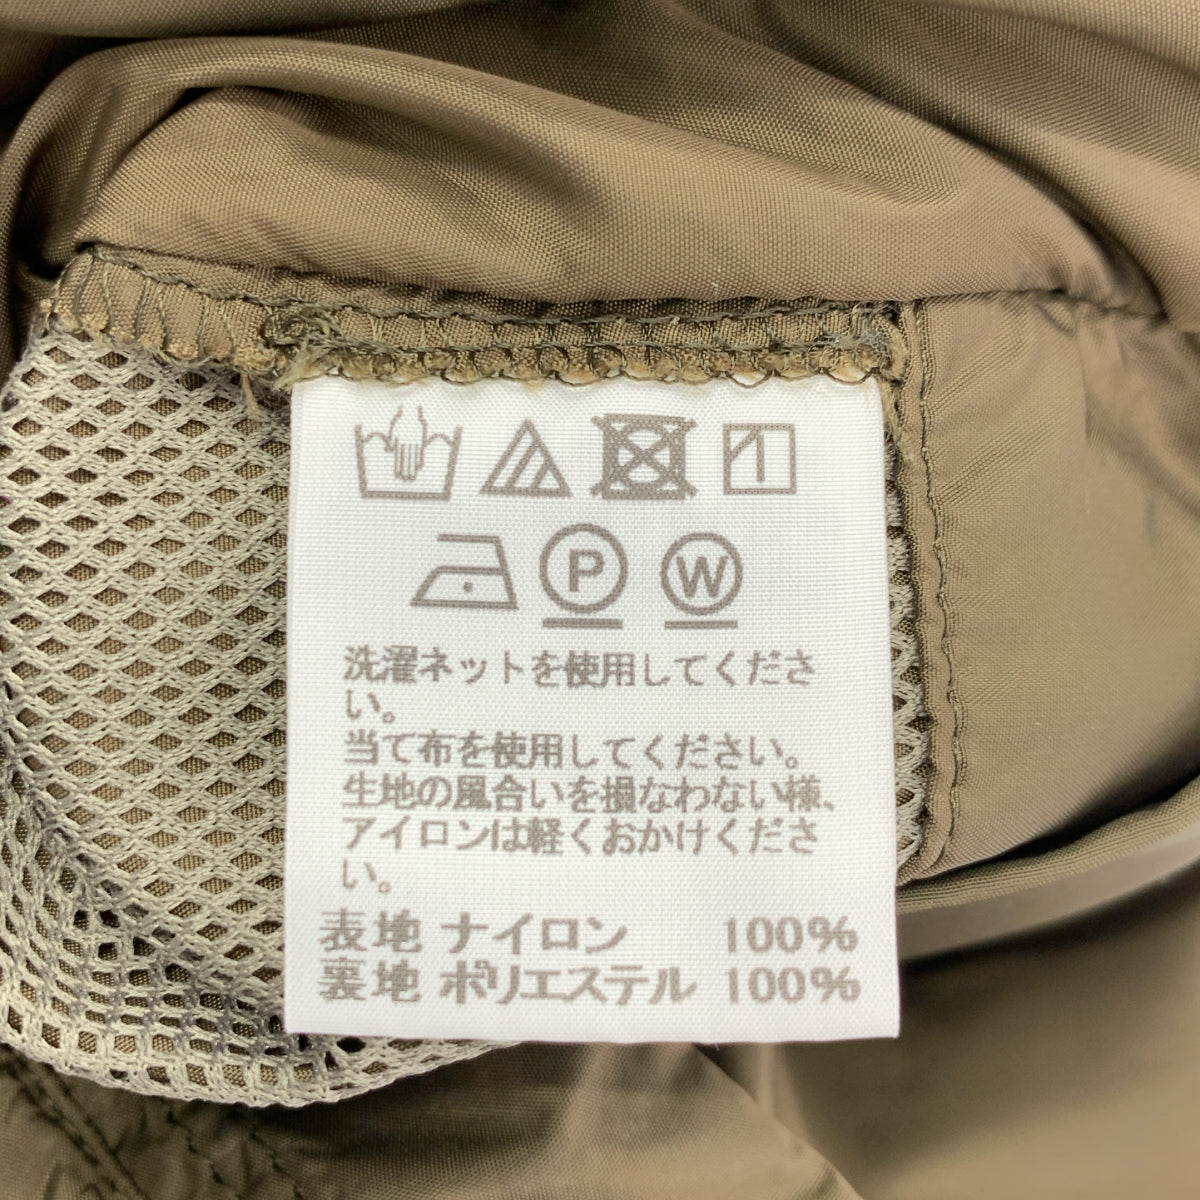 P W
洗濯ネットを使用してくださ
い。
当て布を使用してください。
生地の風合いを損なわない様、
アイロンは軽くおかけくださ
い。
表地 ナイロン 100%
裏地 ポリエステル 100%